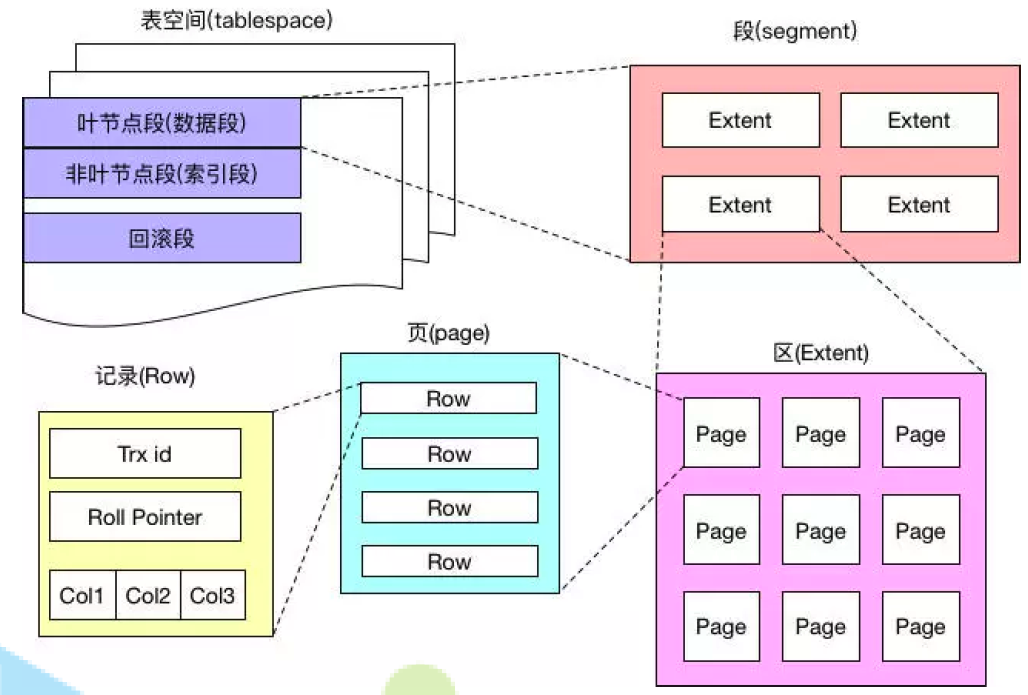 表空间(tablespace)
叶节点段(数据段)
非叶节点段(索引段)
回滚段
段(segment)
Extent
Extent
Extent
Extent
区(Extent)
Page
Page
Page
Page
Page
Page
Page
Page
Page
页(page)
Row
Row
Row
Row
记录(Row)
Trx id
Roll Pointer
Col1
Col2
Col3